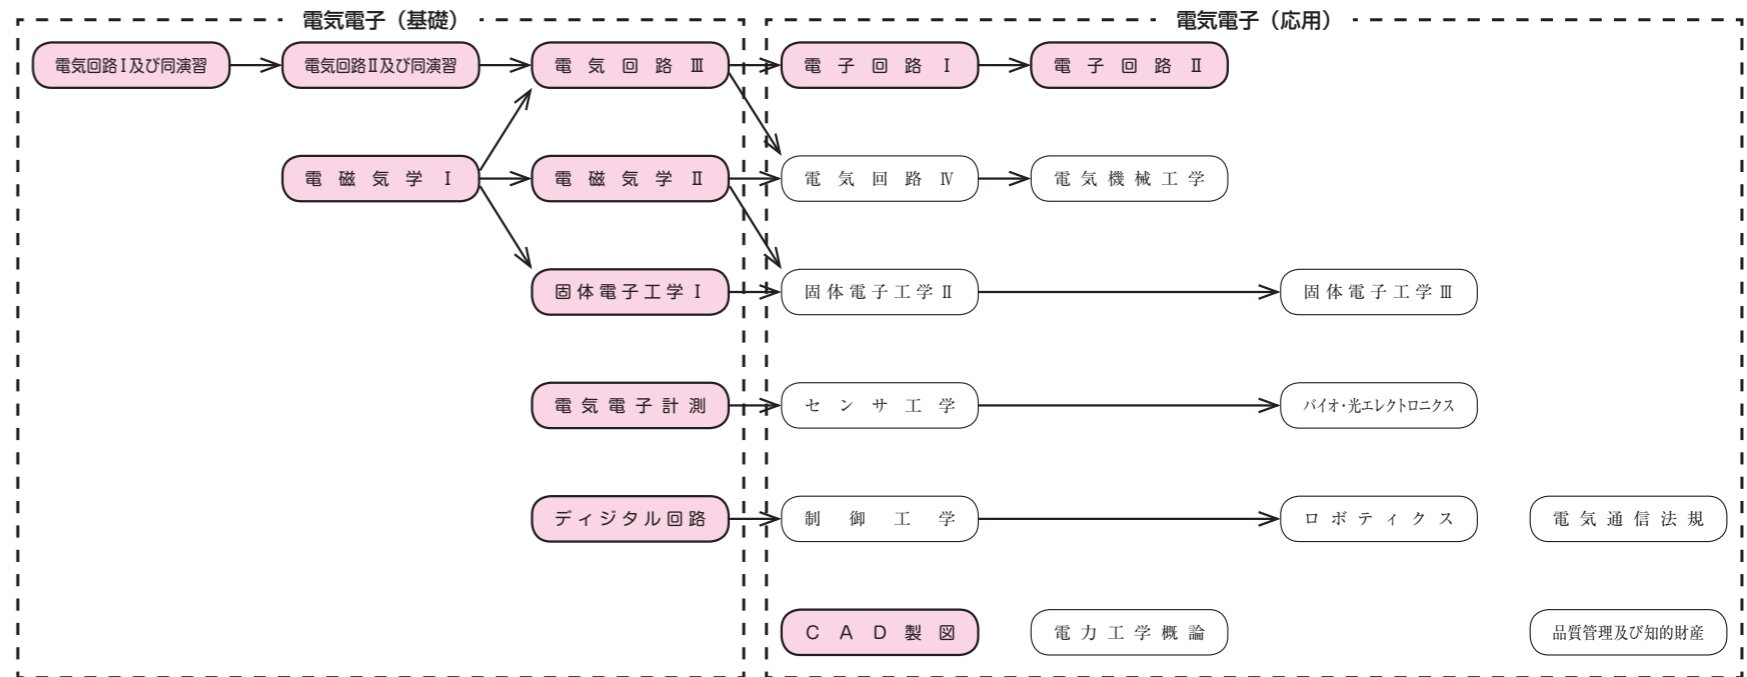 電気電子（基礎）
電気電子（応用）
電気回路Ⅰ及び同演習
電気回路Ⅱ及び同演習
電気回路Ⅲ
電子回路Ⅰ
電子回路Ⅱ
電磁気学Ⅰ
電磁気学Ⅱ
電気回路Ⅳ
電気機械工学
固体電子工学Ⅰ
固体電子工学Ⅱ
固体電子工学Ⅲ
電気電子計測
センサ工学
バイオ・光エレクトロニクス
ディジタル回路
制御工学
ロボティクス
電気通信法規
CAD製図
電力工学概論
品質管理及び知的財産